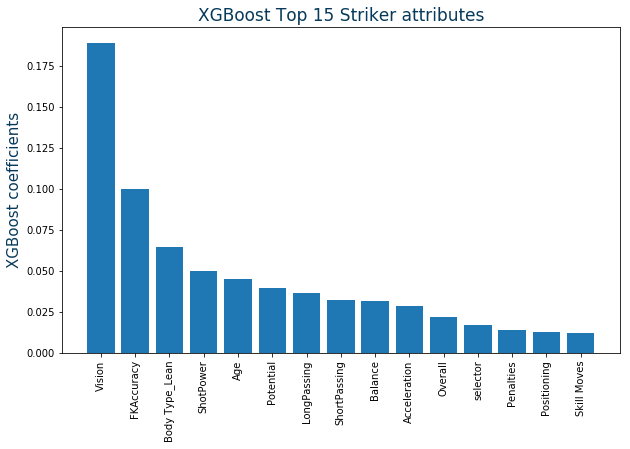 XGBoost Top 15 Striker attributes
XGBoost coefficients
0.175
0.150
0.125
0.100
0.075
0.050
0.025
0.000
Vision
FKAccuracy
Body Type_Lean
ShotPower
Age
Potential
LongPassing
ShortPassing
Balance
Acceleration
Overall
selector
Penalties
Positioning
Skill Moves